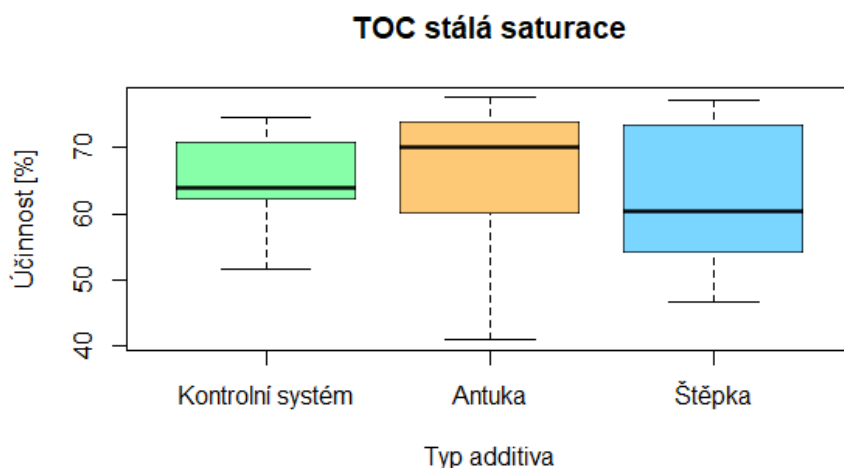 TOC stálá saturace
Účinnost [%]
70
60
50
40
Kontrolní systém
Antuka
Štěpka
Typ additiva